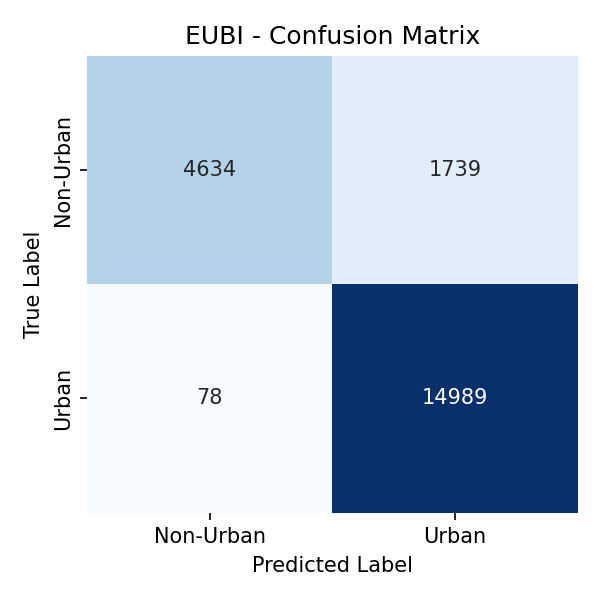 EUBI - Confusion Matrix
True Label
Non-Urban
4634
1739
Urban
78
14989
Non-Urban
Urban
Predicted Label